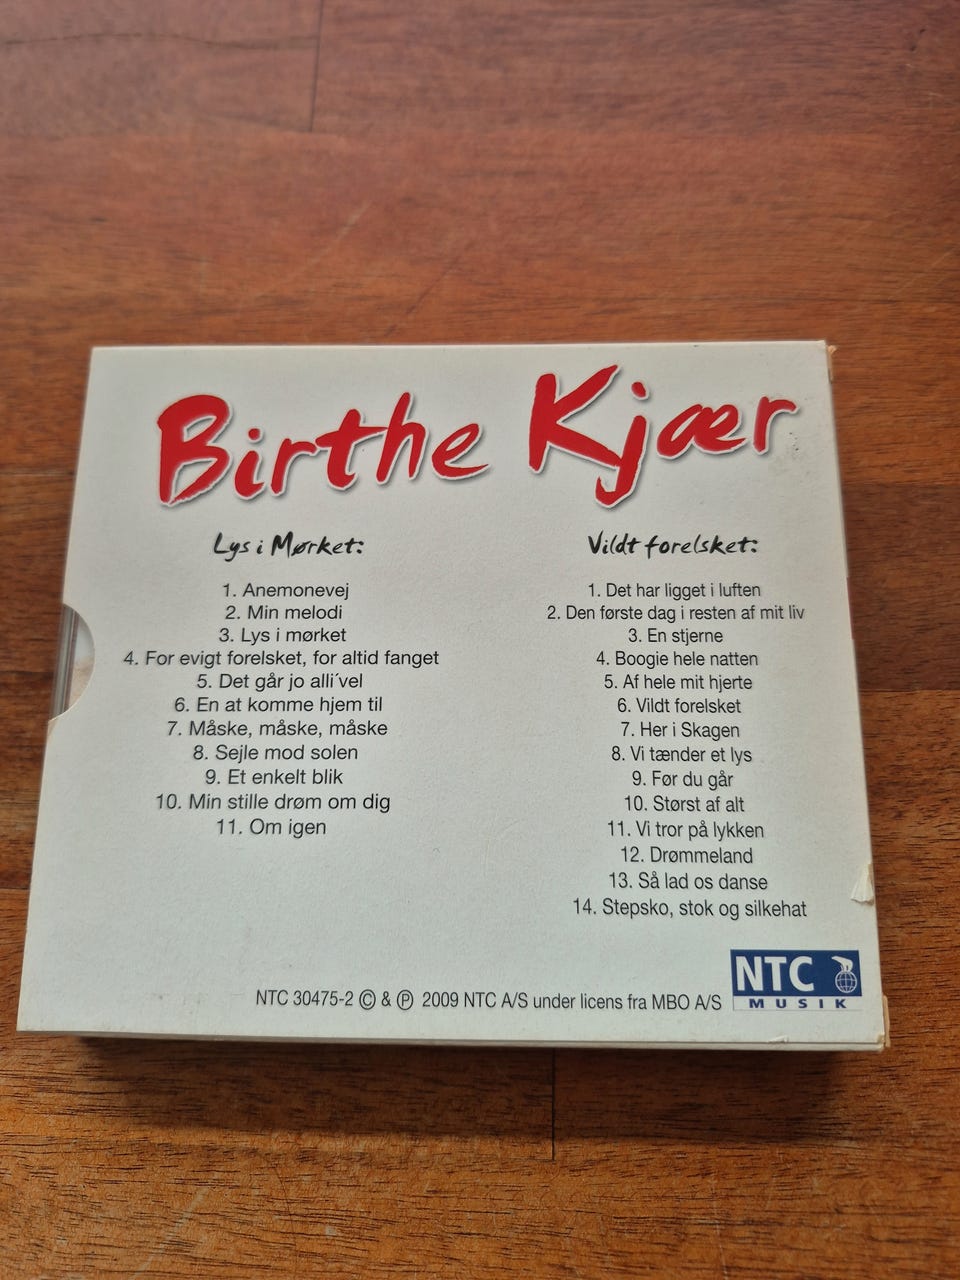 Birthe Kjær
Lys i Mørket:
1. Anemonevej
2. Min melodi
3. Lys i mørket
4. For evigt forelsket, for altid fanget
5. Det går jo alli´vel
6. En at komme hjem til
7. Måske, måske, måske
8. Sejle mod solen
9. Et enkelt blik
10. Min stille drøm om dig
11. Om igen
Vildt forelsket:
1. Det har ligget i luften
2. Den første dag i resten af mit liv
3. En stjerne
4. Boogie hele natten
5. Af hele mit hjerte
6. Vildt forelsket
7. Her i Skagen
8. Vi tænder et lys
9. Før du går
10. Størst af alt
11. Vi tror på lykken
12. Drømmeland
13. Så lad os danse
14. Stepsko, stok og silkehat
NTC 30475-2 © & ℗ 2009 NTC A/S under licens fra MBO A/S
NTC
MUSIK